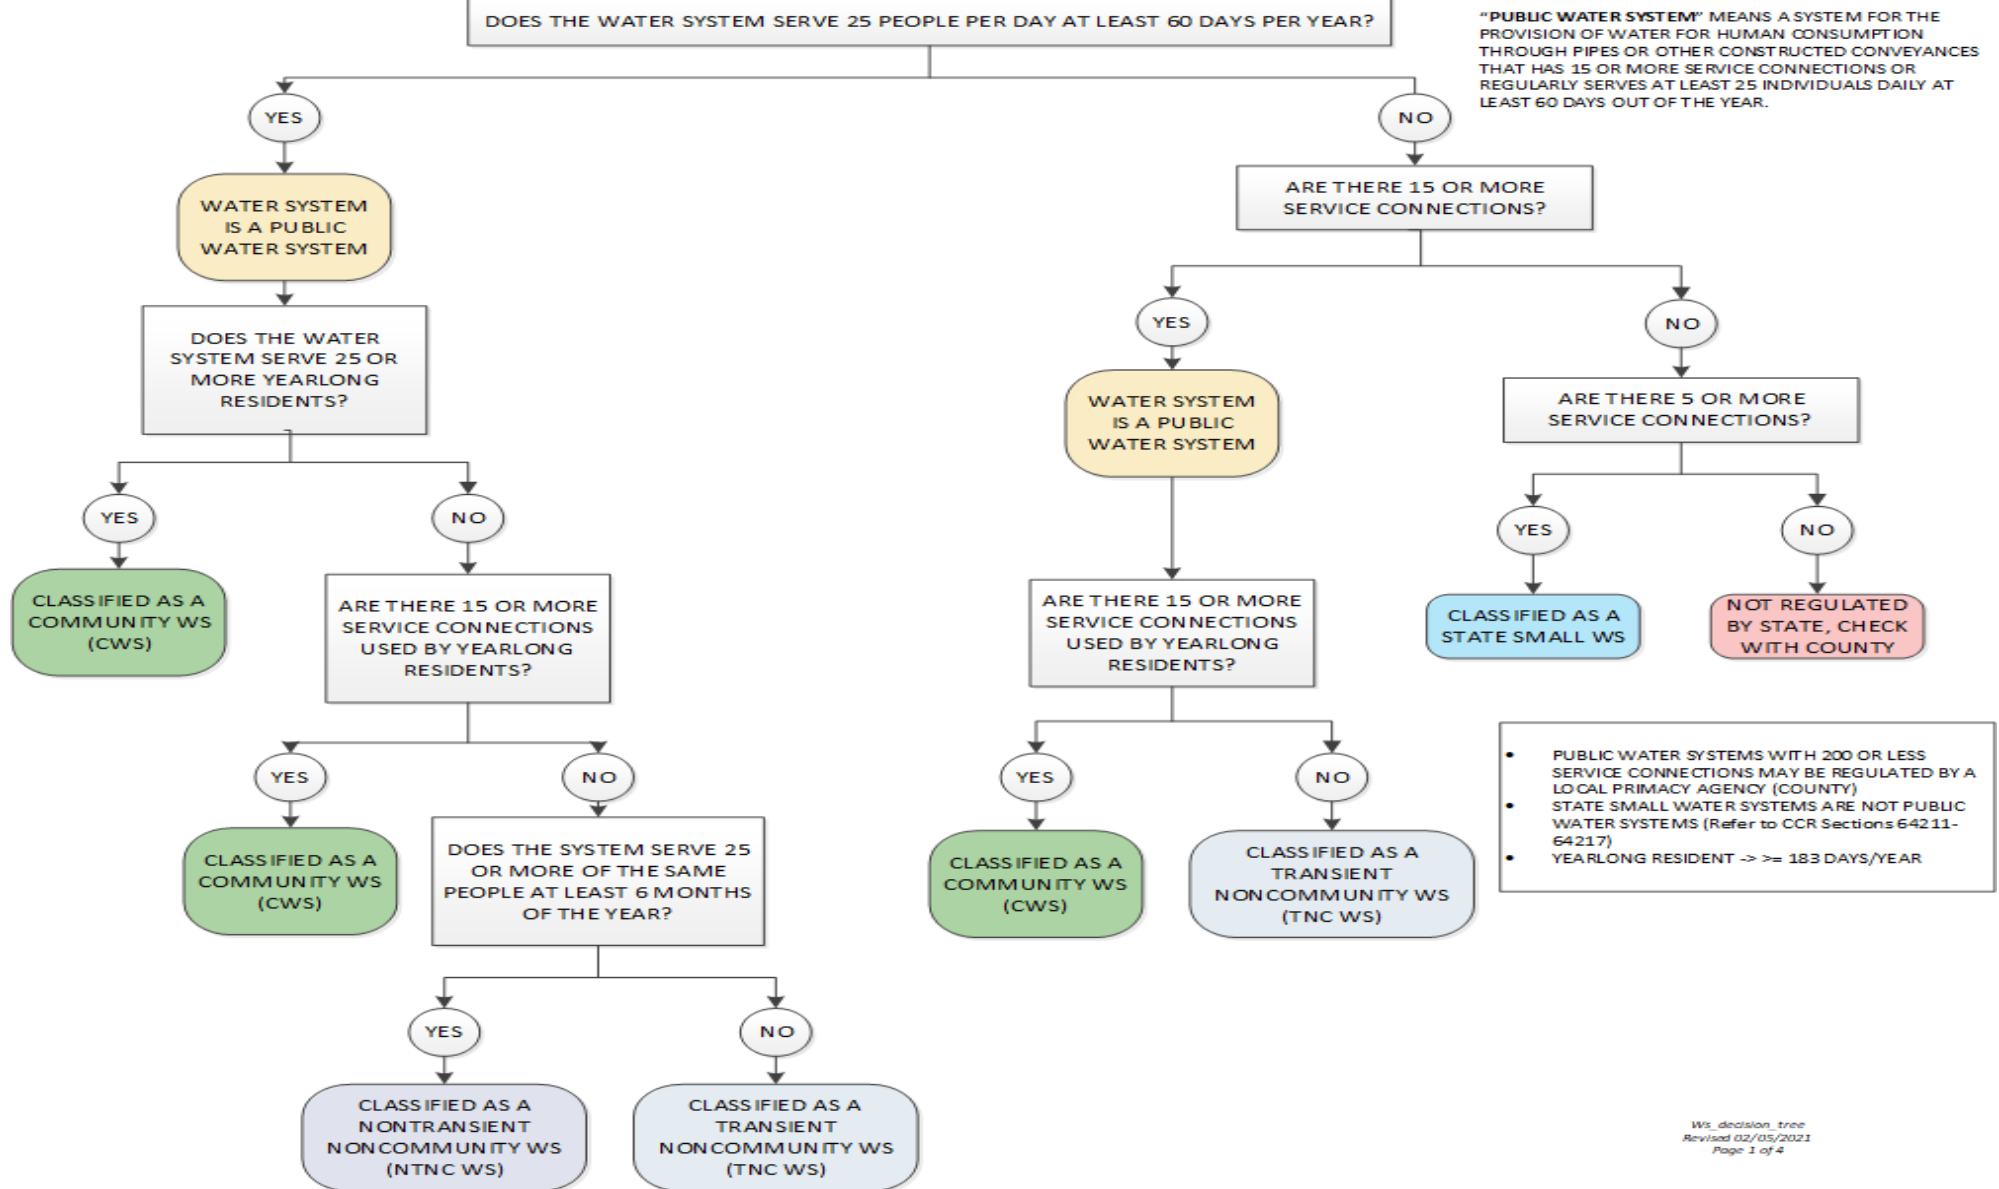 DOES THE WATER SYSTEM SERVE 25 PEOPLE PER DAY AT LEAST 60 DAYS PER YEAR?
“PUBLIC WATER SYSTEM” MEANS A SYSTEM FOR THE
PROVISION OF WATER FOR HUMAN CONSUMPTION
THROUGH PIPES OR OTHER CONSTRUCTED CONVEYANCES
THAT HAS 15 OR MORE SERVICE CONNECTIONS OR
REGULARLY SERVES AT LEAST 25 INDIVIDUALS DAILY AT
LEAST 60 DAYS OUT OF THE YEAR.
YES
NO
WATER SYSTEM
IS A PUBLIC
WATER SYSTEM
ARE THERE 15 OR MORE
SERVICE CONNECTIONS?
DOES THE WATER
SYSTEM SERVE 25 OR
MORE YEARLONG
RESIDENTS?
YES
NO
WATER SYSTEM
IS A PUBLIC
WATER SYSTEM
ARE THERE 5 OR MORE
SERVICE CONNECTIONS?
YES
NO
YES
NO
CLASSIFIED AS A
COMMUNITY WS
(CWS)
ARE THERE 15 OR MORE
SERVICE CONNECTIONS
USED BY YEARLONG
RESIDENTS?
ARE THERE 15 OR MORE
SERVICE CONNECTIONS
USED BY YEARLONG
RESIDENTS?
CLASSIFIED AS A
STATE SMALL WS
NOT REGULATED
BY STATE, CHECK
WITH COUNTY
YES
NO
YES
NO
• PUBLIC WATER SYSTEMS WITH 200 OR LESS
SERVICE CONNECTIONS MAY BE REGULATED BY A
LOCAL PRIMACY AGENCY (COUNTY)
• STATE SMALL WATER SYSTEMS ARE NOT PUBLIC
WATER SYSTEMS (Refer to CCR Sections 64211-
64217)
• YEARLONG RESIDENT -> >= 183 DAYS/YEAR
CLASSIFIED AS A
COMMUNITY WS
(CWS)
DOES THE SYSTEM SERVE 25
OR MORE OF THE SAME
PEOPLE AT LEAST 6 MONTHS
OF THE YEAR?
CLASSIFIED AS A
COMMUNITY WS
(CWS)
CLASSIFIED AS A
TRANSIENT
NONCOMMUNITY WS
(TNC WS)
YES
NO
CLASSIFIED AS A
NONTRANSIENT
NONCOMMUNITY WS
(NTNC WS)
CLASSIFIED AS A
TRANSIENT
NONCOMMUNITY WS
(TNC WS)
Ws_decision_tree
Revised 02/05/2021
Page 1 of 4